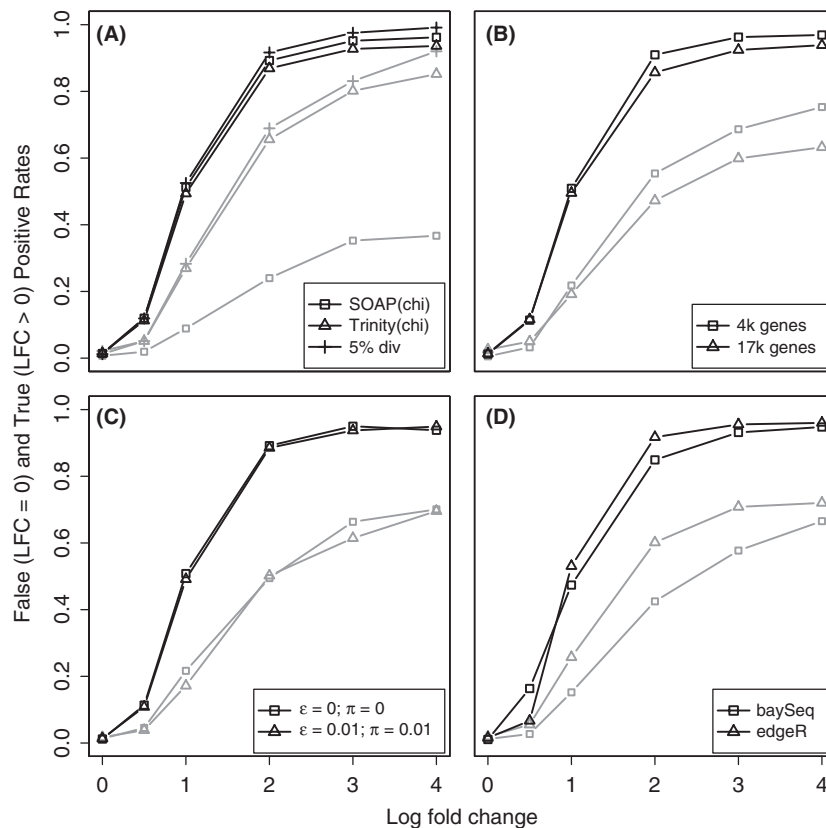 (A)
(B)
1.0
0.8
0.6
0.4
0.2
0.0
SOAP(chi)
Trinity(chi)
5% div
4k genes
17k genes
False (LFC = 0) and True (LFC > 0) Positive Rates
(C)
(D)
1.0
0.8
0.6
0.4
0.2
0.0
ε = 0; π = 0
ε = 0.01; π = 0.01
baySeq
edgeR
0 1 2 3 4
0 1 2 3 4
Log fold change